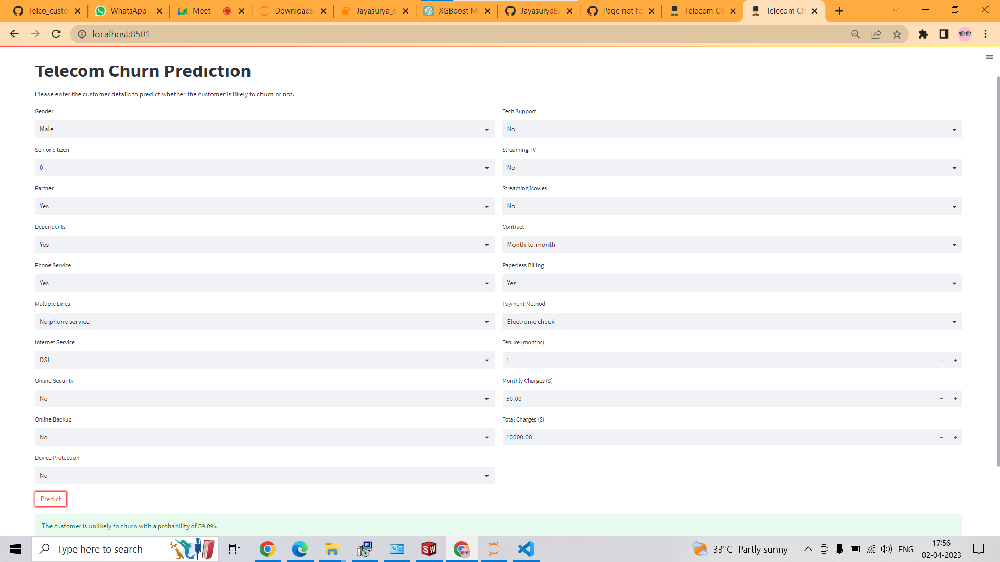 Telco_custo
WhatsApp
Meet -
Downloads/
Jayasurya_c
XGBoost Mo
JayasuryaBJ
Page not fo
Telecom Ch
Telecom Ch
localhost:8501
Telecom Churn Prediction
Please enter the customer details to predict whether the customer is likely to churn or not.
Gender
Male
Senior citizen
0
Partner
Yes
Dependents
Yes
Phone Service
Yes
Multiple Lines
No phone service
Internet Service
DSL
Online Security
No
Online Backup
No
Device Protection
No
Tech Support
No
Streaming TV
No
Streaming Movies
No
Contract
Month-to-month
Paperless Billing
Yes
Payment Method
Electronic check
Tenure (months)
1
Monthly Charges ($)
50.00
Total Charges ($)
10000.00
Predict
The customer is unlikely to churn with a probability of 59.0%.
Type here to search
SW
33°C Partly sunny
ENG
17:56
02-04-2023